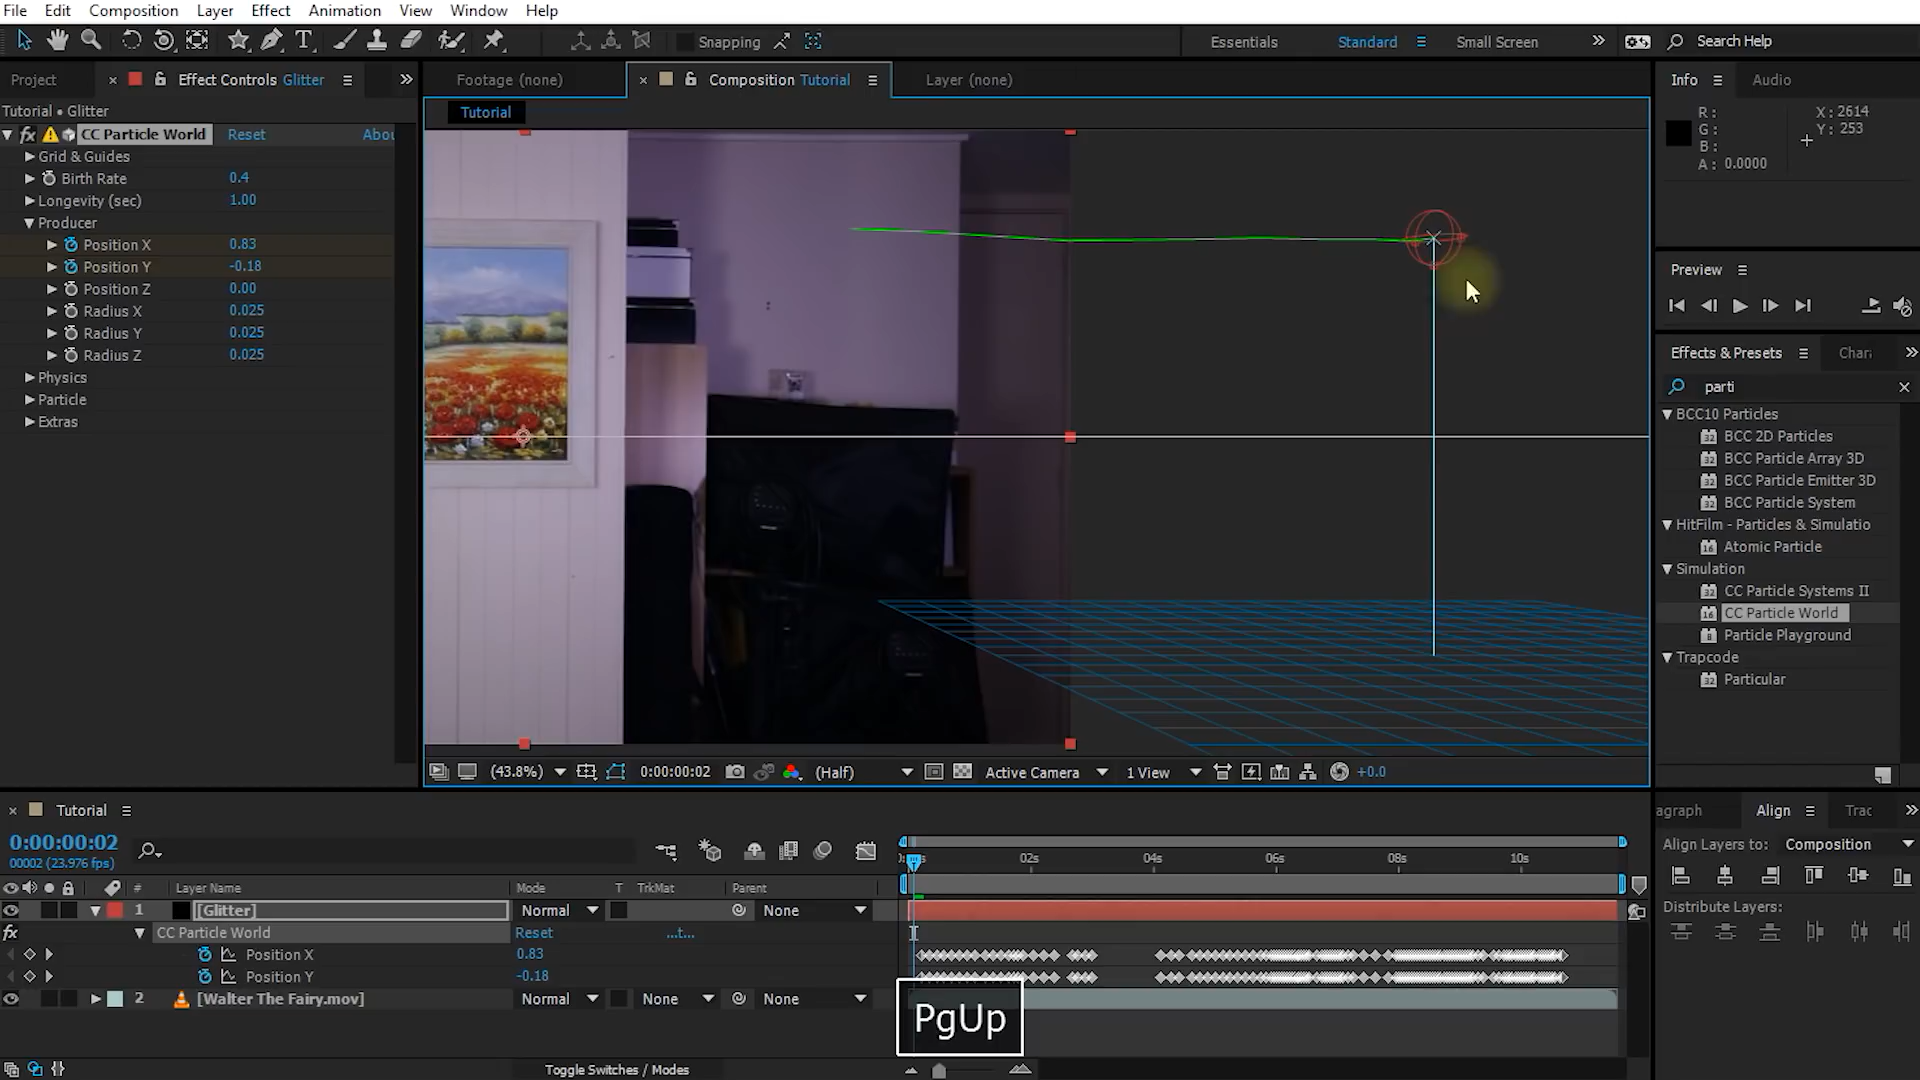 File Edit Composition Layer Effect Animation View Window Help
Snapping Essentials Standard Small Screen Search Help
Project Effect Controls Glitter
Footage (none) Composition Tutorial Layer (none)
Info Audio
Tutorial • Glitter
Tutorial
CC Particle World Reset Abou
Grid & Guides
Birth Rate 0.4
Longevity (sec) 1.00
Producer
Position X 0.83
Position Y -0.18
Position Z 0.00
Radius X 0.025
Radius Y 0.025
Radius Z 0.025
Physics
Particle
Extras
R: X: 2614
G: Y: 253
B:
A: 0.0000
Preview
Effects & Presets Chara
parti
BCC10 Particles
BCC 2D Particles
BCC Particle Array 3D
BCC Particle Emitter 3D
BCC Particle System
HitFilm - Particles & Simulatio
Atomic Particle
Simulation
CC Particle Systems II
CC Particle World
Particle Playground
Trapcode
Particular
(43.8%) 0:00:00:02 (Half) Active Camera 1 View +0.0
Tutorial
0:00:00:02
00002 (23.976 fps)
02s 04s 06s 08s 10s
# Layer Name Mode T TrkMat Parent
1 [Glitter] Normal None
fx CC Particle World Reset ...t...
Position X 0.83
Position Y -0.18
2 [Walter The Fairy.mov] Normal None None
PgUp
Toggle Switches / Modes
aragraph Align Trac
Align Layers to: Composition
Distribute Layers: